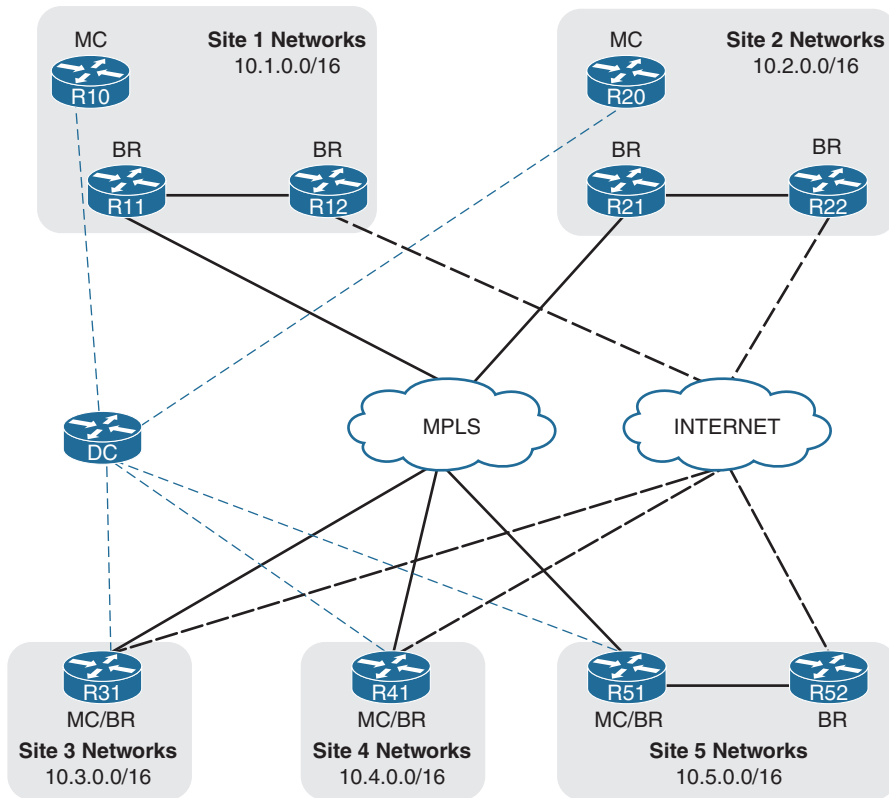 MC
Site 1 Networks
10.1.0.0/16
R10
BR
BR
R11
R12
MC
Site 2 Networks
10.2.0.0/16
R20
BR
BR
R21
R22
DC
MPLS
INTERNET
R31
MC/BR
Site 3 Networks
10.3.0.0/16
R41
MC/BR
Site 4 Networks
10.4.0.0/16
R51
R52
MC/BR
BR
Site 5 Networks
10.5.0.0/16